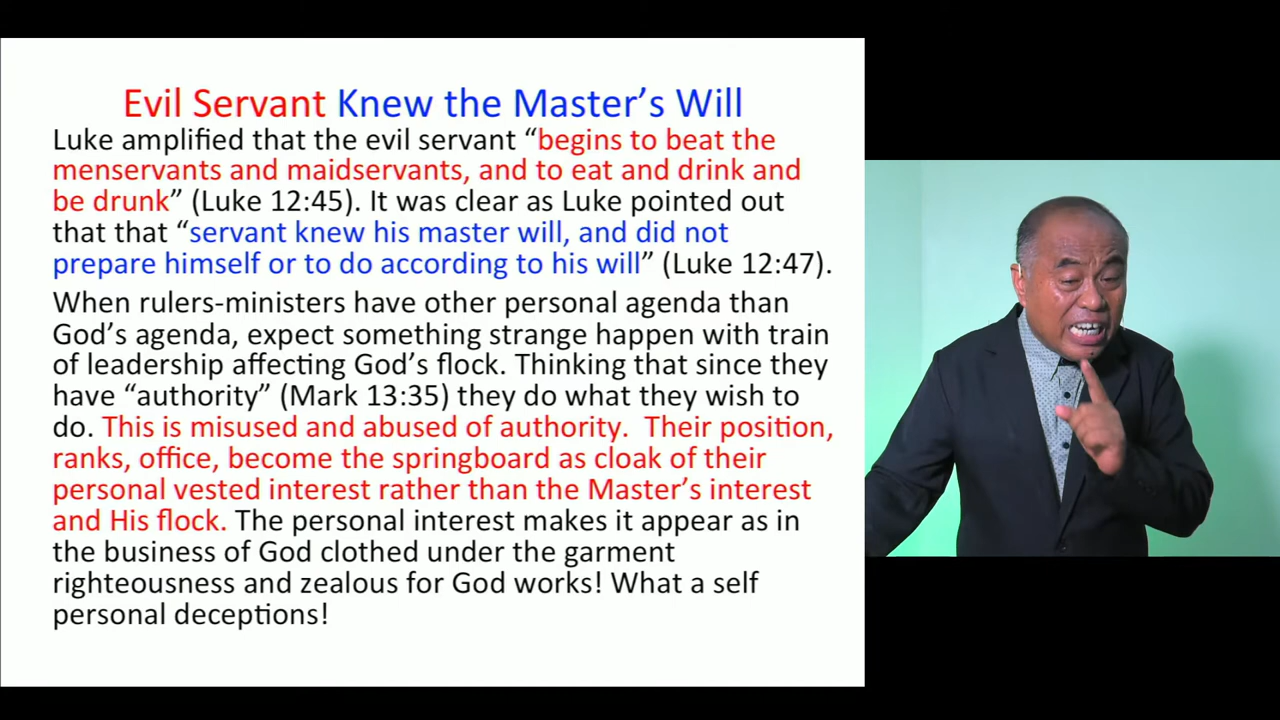 Evil Servant Knew the Master’s Will
Luke amplified that the evil servant “begins to beat the
menservants and maidservants, and to eat and drink and
be drunk” (Luke 12:45). It was clear as Luke pointed out
that that “servant knew his master will, and did not
prepare himself or to do according to his will” (Luke 12:47).
When rulers-ministers have other personal agenda than
God’s agenda, expect something strange happen with train
of leadership affecting God’s flock. Thinking that since they
have “authority” (Mark 13:35) they do what they wish to
do. This is misused and abused of authority.  Their position,
ranks, office, become the springboard as cloak of their
personal vested interest rather than the Master’s interest
and His flock. The personal interest makes it appear as in
the business of God clothed under the garment
righteousness and zealous for God works! What a self
personal deceptions!